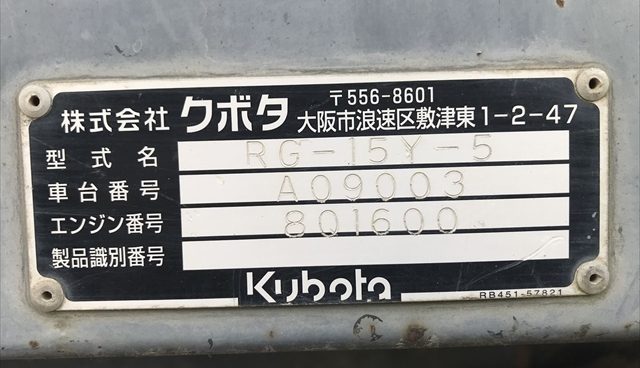 株式会社 クボタ 〒556-8601
大阪市浪速区敷津東1-2-47
型式名 RG-15Y-5
車台番号 A09003
エンジン番号 8Q1600
製品識別番号
Kubota
RB451-57821